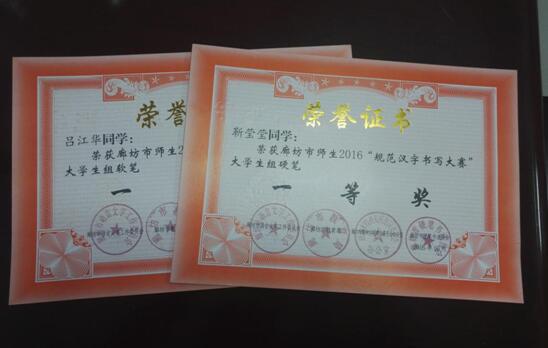 荣誉
吕江华同学:
荣获廊坊市师生2
大学生组软笔
一
荣誉证书
靳莹莹同学:
荣获廊坊市师生2016“规范汉字书写大赛”
大学生组硬笔
一等奖